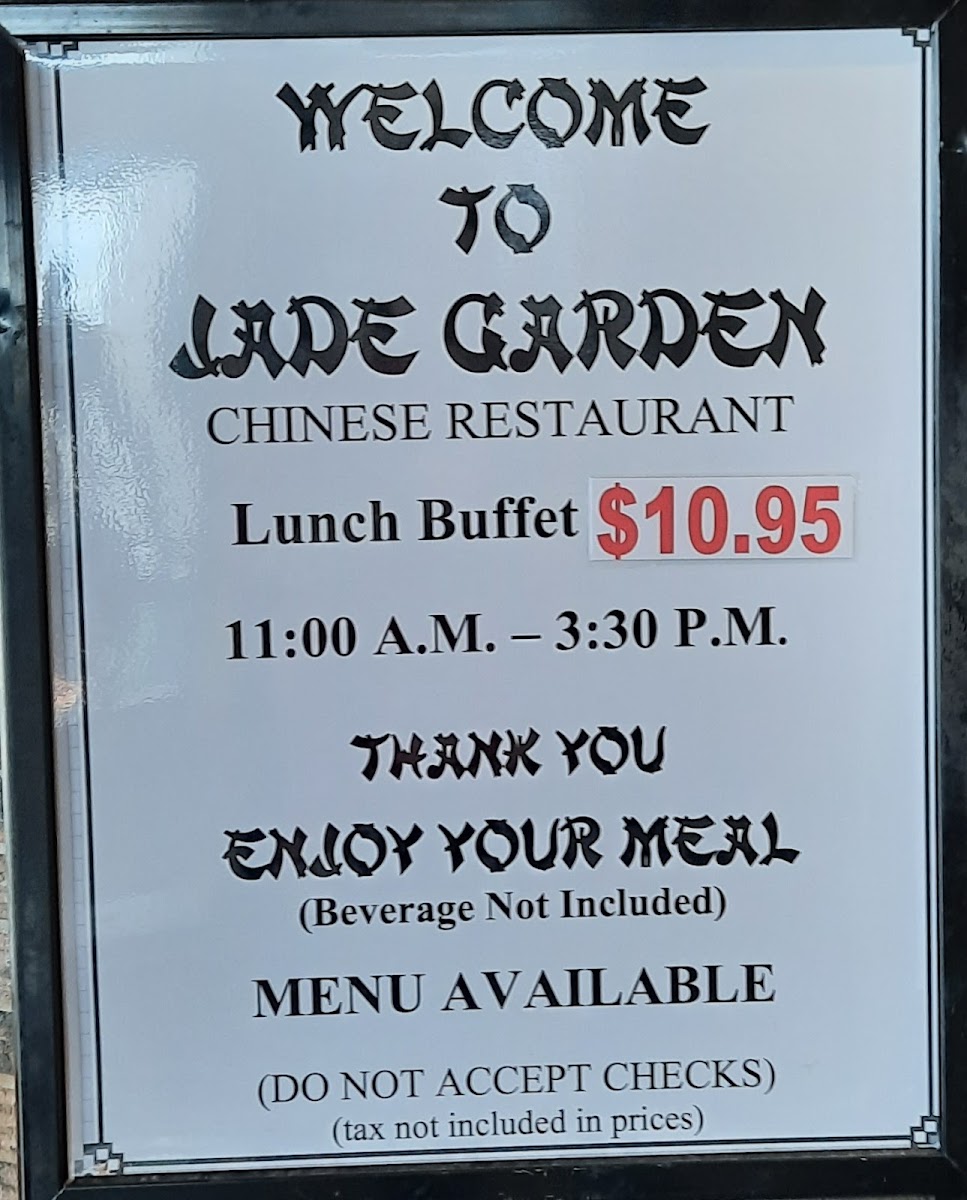 WELCOME
TO
JADE GARDEN
CHINESE RESTAURANT
Lunch Buffet $10.95
11:00 A.M. – 3:30 P.M.
THANK YOU
ENJOY YOUR MEAL
(Beverage Not Included)
MENU AVAILABLE
(DO NOT ACCEPT CHECKS)
(tax not included in prices)